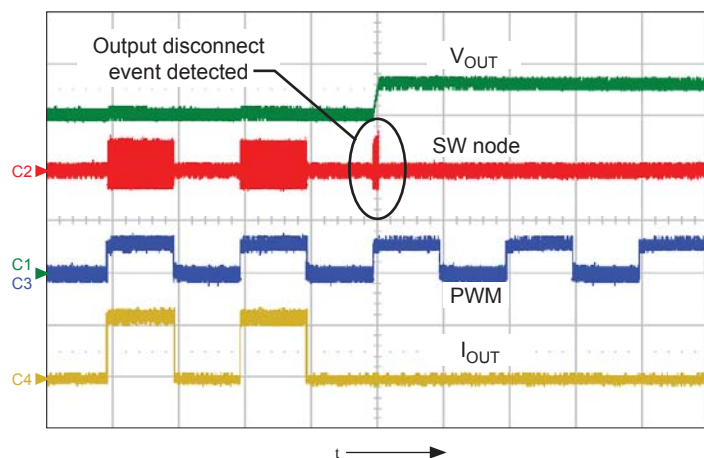 Output disconnect
event detected
VOUT
SW node
C2
C1
C3
PWM
IOUT
C4
t